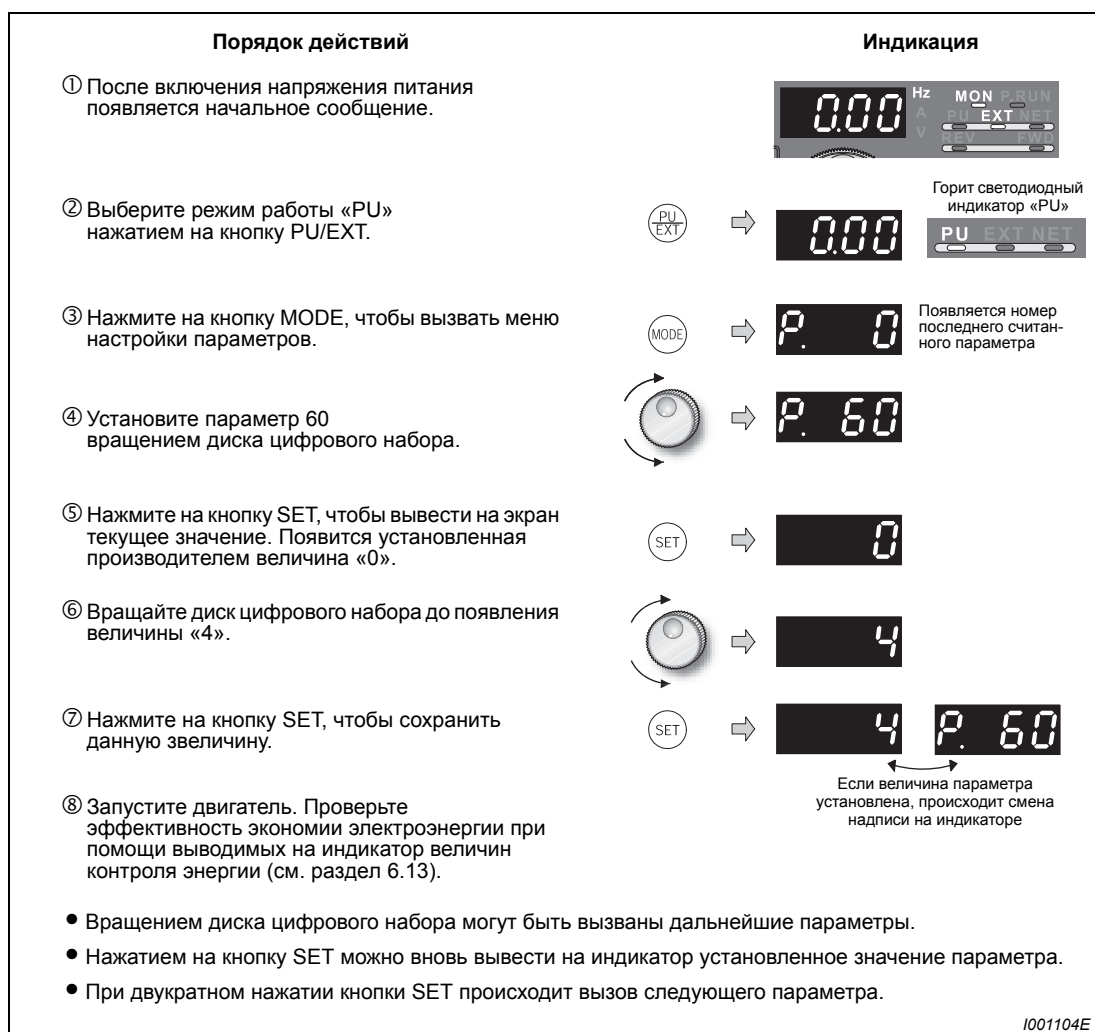 Порядок действий
Индикация
① После включения напряжения питания
появляется начальное сообщение.
0.00
Hz
A
V
MON P.RUN
PU EXT NET
REV FWD
② Выберите режим работы «PU»
нажатием на кнопку PU/EXT.
PU
EXT
0.00
Горит светодиодный
индикатор «PU»
PU EXT NET
③ Нажмите на кнопку MODE, чтобы вызвать меню
настройки параметров.
MODE
P. 0
Появляется номер
последнего считан-
ного параметра
④ Установите параметр 60
вращением диска цифрового набора.
P. 60
⑤ Нажмите на кнопку SET, чтобы вывести на экран
текущее значение. Появится установленная
производителем величина «0».
SET
0
⑥ Вращайте диск цифрового набора до появления
величины «4».
4
⑦ Нажмите на кнопку SET, чтобы сохранить
данную звеличину.
SET
4
P. 60
Если величина параметра
установлена, происходит смена
надписи на индикаторе
⑧ Запустите двигатель. Проверьте
эффективность экономии электроэнергии при
помощи выводимых на индикатор величин
контроля энергии (см. раздел 6.13).
● Вращением диска цифрового набора могут быть вызваны дальнейшие параметры.
● Нажатием на кнопку SET можно вновь вывести на индикатор установленное значение параметра.
● При двукратном нажатии кнопки SET происходит вызов следующего параметра.
I001104E